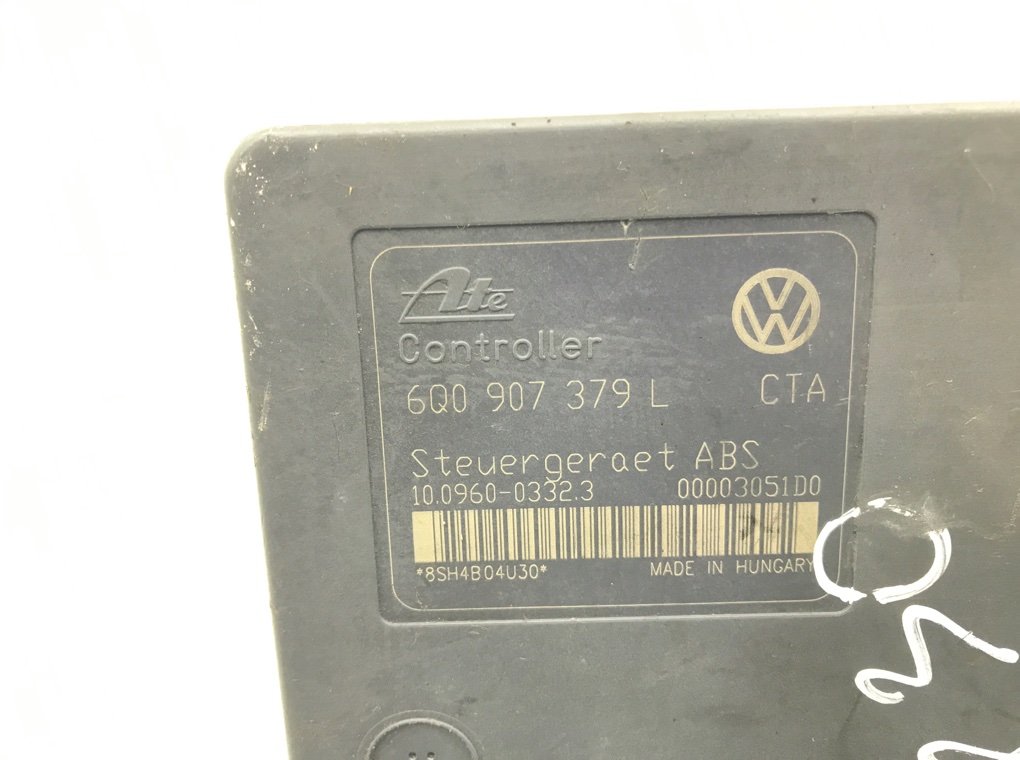 Ate
Controller
6Q0 907 379 L CTA
Steuergeraet ABS
10.0960-0332.3 00003051D0
*8SH4B04U30*
MADE IN HUNGARY